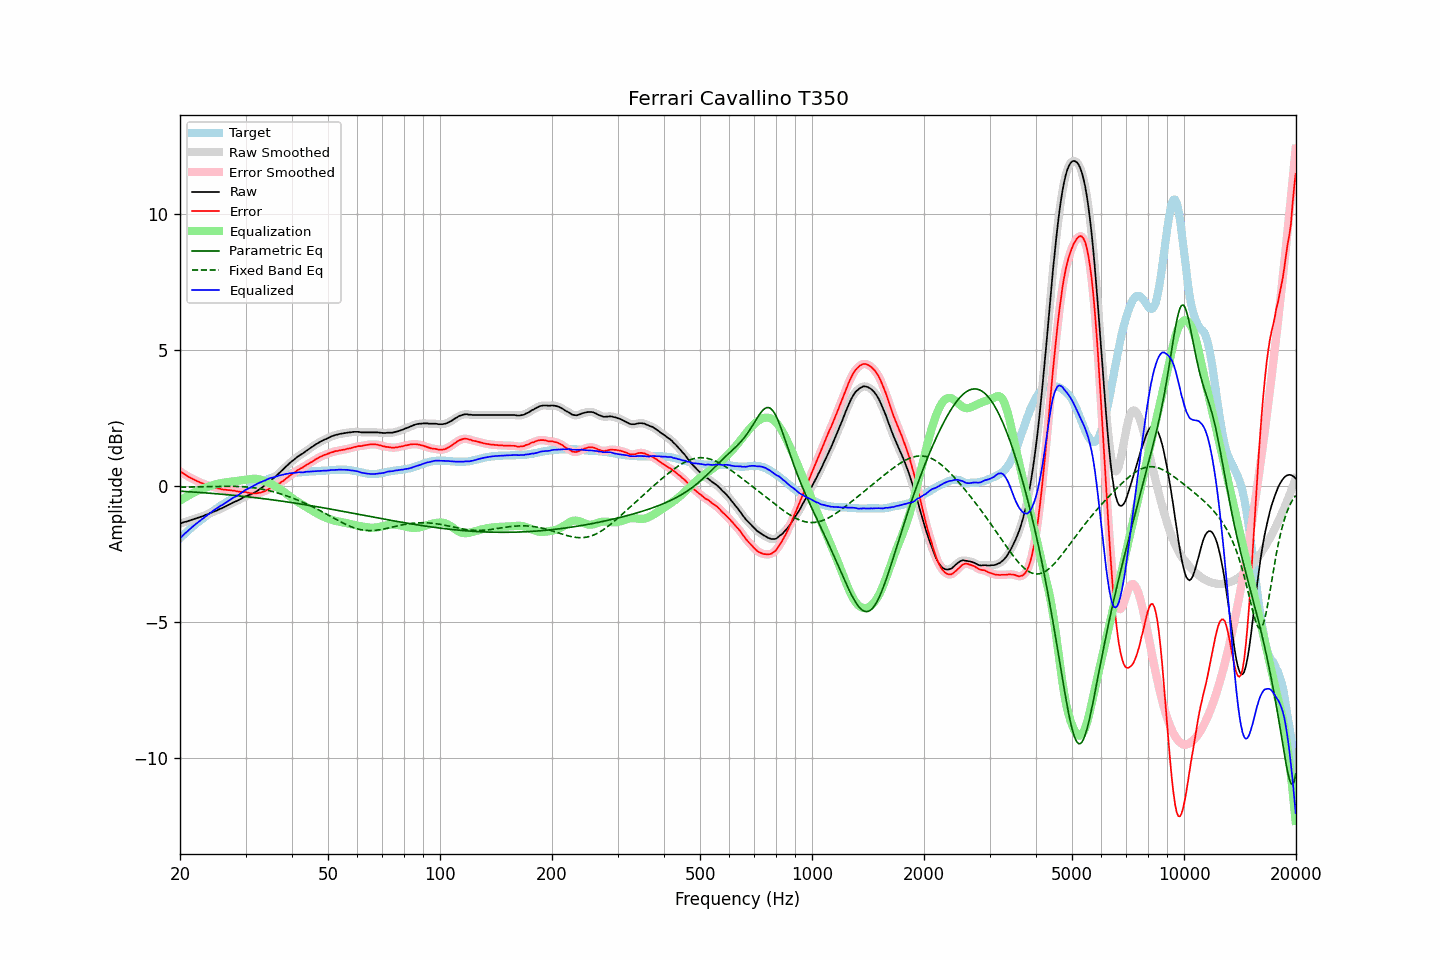 Ferrari Cavallino T350
Target
Raw Smoothed
Error Smoothed
Raw
Error
Equalization
Parametric Eq
Fixed Band Eq
Equalized
Amplitude (dBr)
10
5
0
−5
−10
20
50
100
200
500
1000
2000
5000
10000
20000
Frequency (Hz)